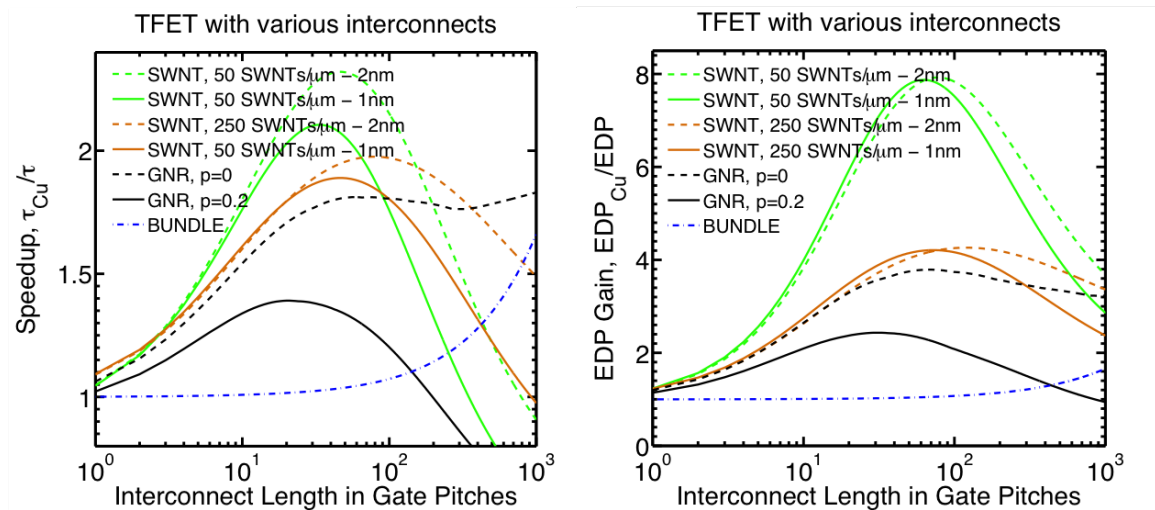 TFET with various interconnects
Speedup, τCu/τ
2
1.5
1
SWNT, 50 SWNTs/μm − 2nm
SWNT, 50 SWNTs/μm − 1nm
SWNT, 250 SWNTs/μm − 2nm
SWNT, 50 SWNTs/μm − 1nm
GNR, p=0
GNR, p=0.2
BUNDLE
10^0 10^1 10^2 10^3
Interconnect Length in Gate Pitches
TFET with various interconnects
EDP Gain, EDPCu/EDP
8
6
4
2
0
SWNT, 50 SWNTs/μm − 2nm
SWNT, 50 SWNTs/μm − 1nm
SWNT, 250 SWNTs/μm − 2nm
SWNT, 250 SWNTs/μm − 1nm
GNR, p=0
GNR, p=0.2
BUNDLE
10^0 10^1 10^2 10^3
Interconnect Length in Gate Pitches